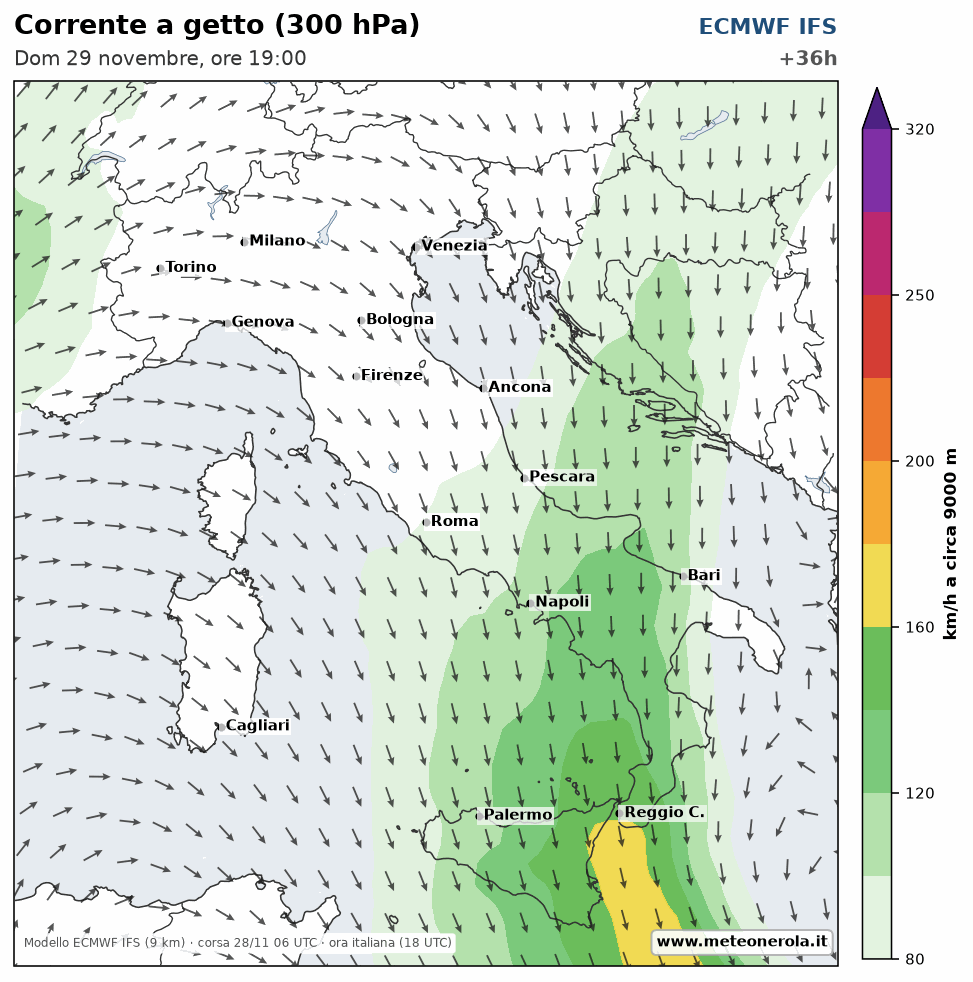 Corrente a getto (300 hPa)
ECMWF IFS
Dom 29 novembre, ore 19:00
+36h
320
Milano
Venezia
Torino
250
Genova
Bologna
Firenze
Ancona
200
Pescara
Roma
km/h a circa 9000 m
Bari
Napoli
160
Cagliari
120
Palermo
Reggio C.
Modello ECMWF IFS (9 km) · corsa 28/11 06 UTC · ora italiana (18 UTC)
www.meteonerola.it
80